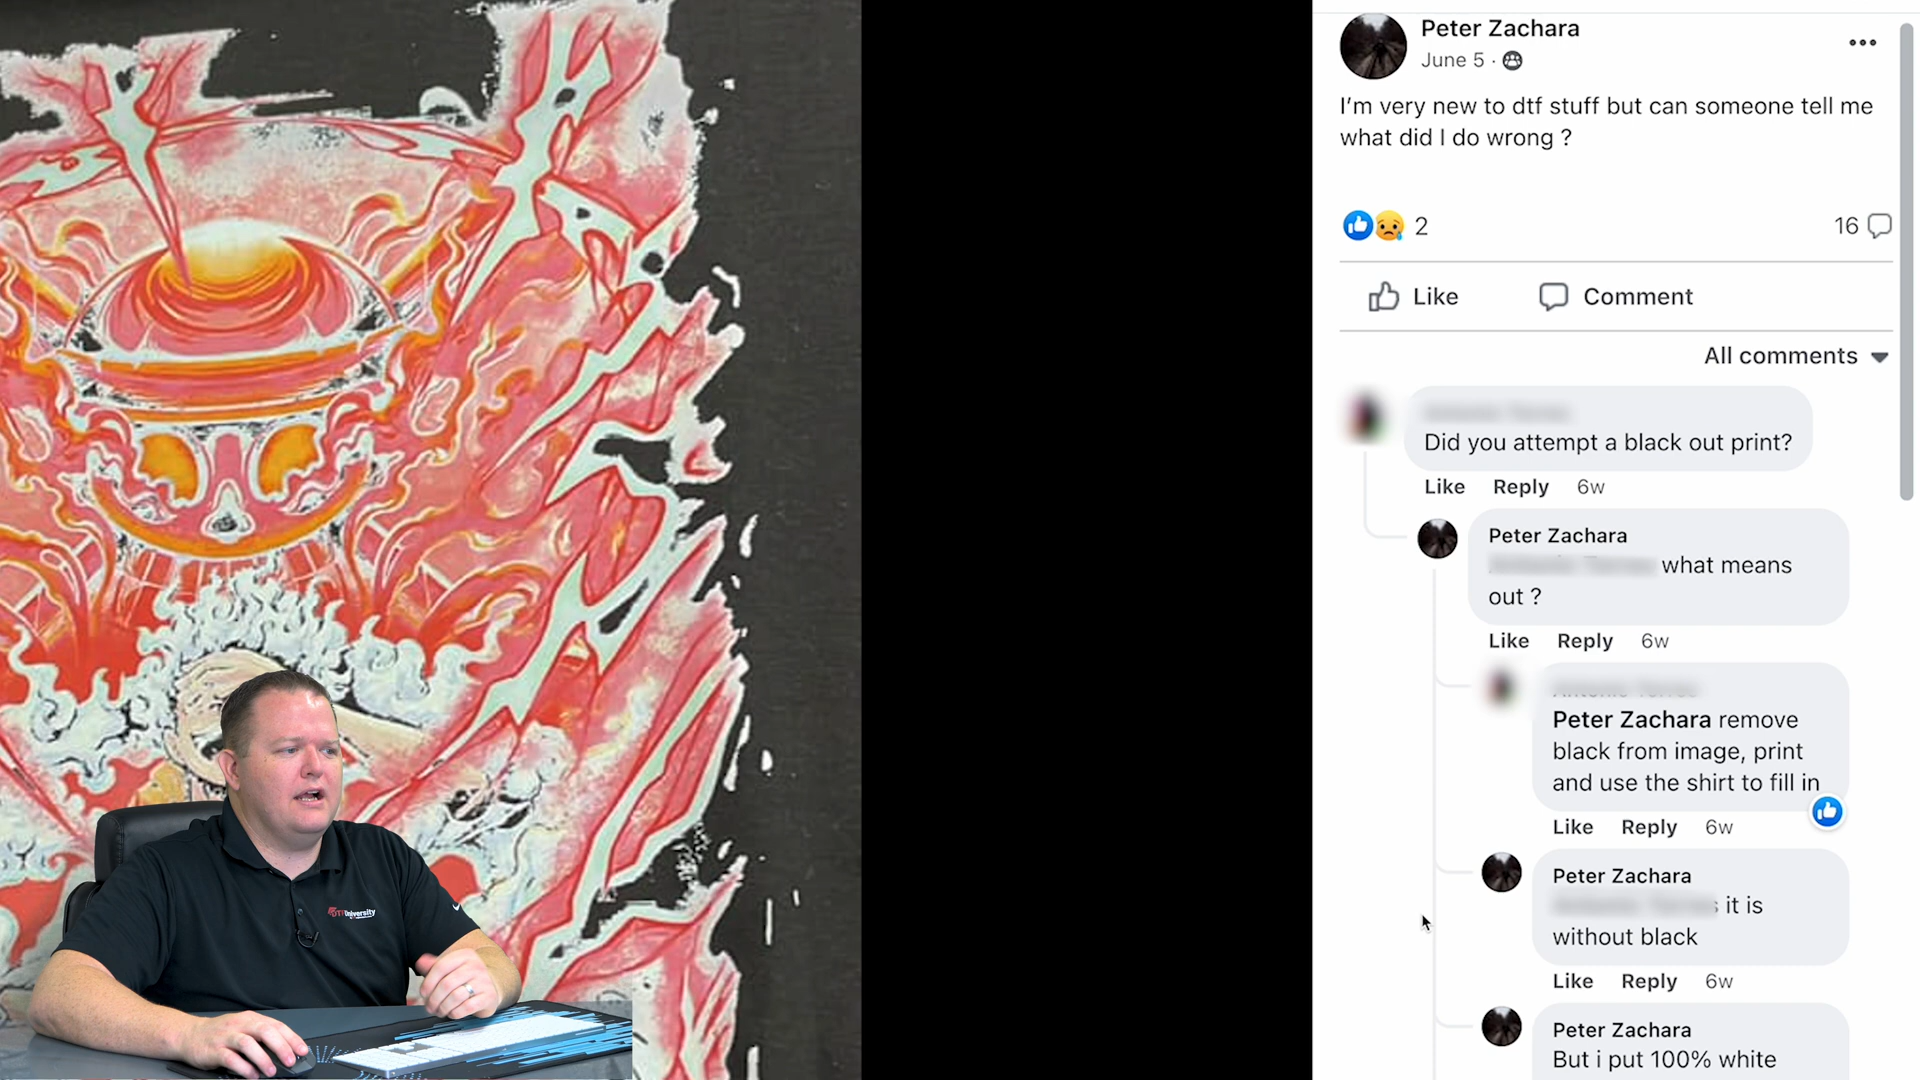 Peter Zachara
June 5 ·
I'm very new to dtf stuff but can someone tell me
what did I do wrong ?
2
16
Like
Comment
All comments
Did you attempt a black out print?
Like Reply 6w
Peter Zachara
what means
out ?
Like Reply 6w
Peter Zachara remove
black from image, print
and use the shirt to fill in
Like Reply 6w
Peter Zachara
it is
without black
Like Reply 6w
Peter Zachara
But i put 100% white
DTF University